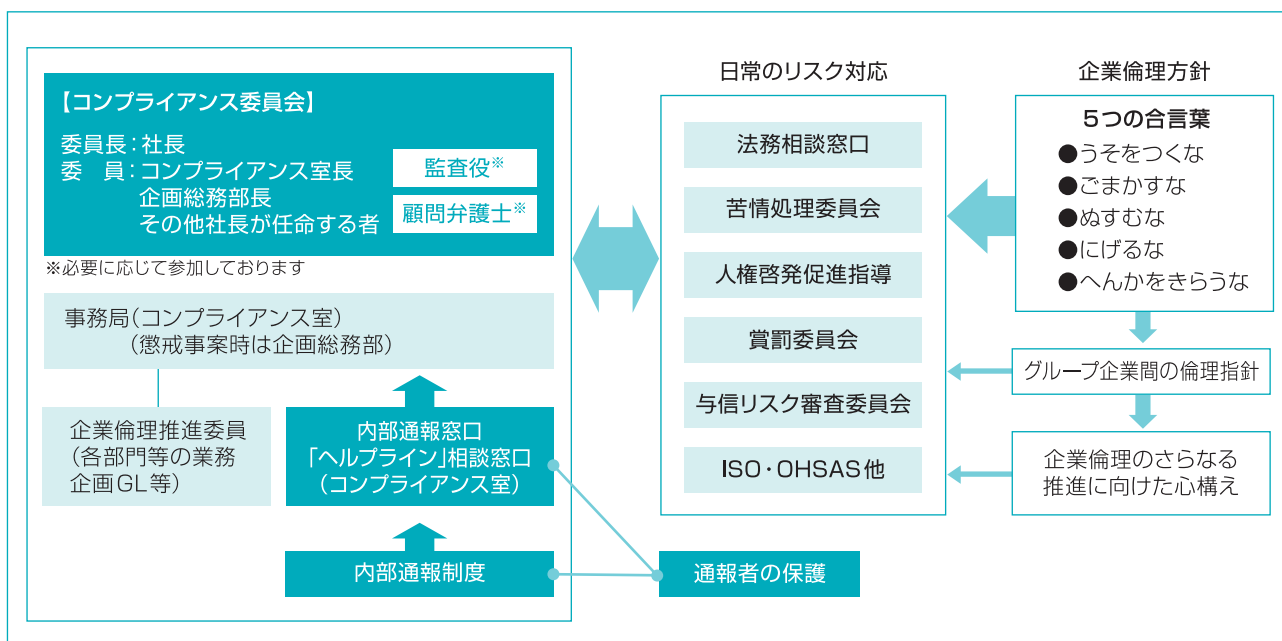 【コンプライアンス委員会】
委員長：社長
委　員：コンプライアンス室長
企画総務部長
その他社長が任命する者
監査役※
顧問弁護士※
※必要に応じて参加しております
事務局（コンプライアンス室）
（懲戒事案時は企画総務部）
企業倫理推進委員
（各部門等の業務
企画GL等）
内部通報窓口
「ヘルプライン」相談窓口
（コンプライアンス室）
内部通報制度
通報者の保護
日常のリスク対応
法務相談窓口
苦情処理委員会
人権啓発促進指導
賞罰委員会
与信リスク審査委員会
ISO・OHSAS他
企業倫理方針
5つの合言葉
●うそをつくな
●ごまかすな
●ぬすむな
●にげるな
●へんかをきらうな
グループ企業間の倫理指針
企業倫理のさらなる
推進に向けた心構え